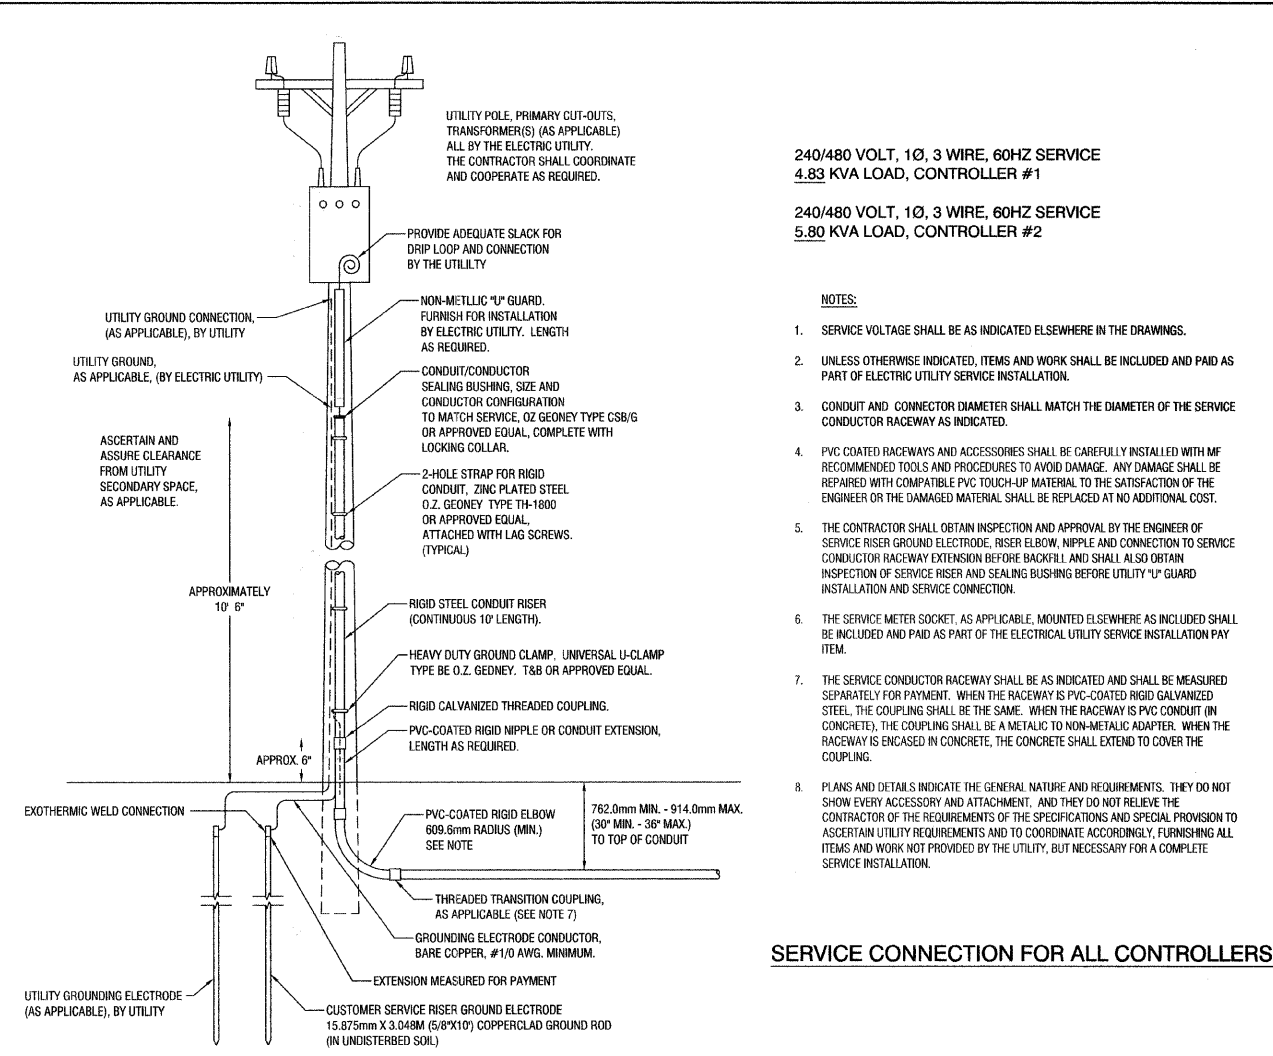 UTILITY POLE, PRIMARY CUT-OUTS,
TRANSFORMER(S) (AS APPLICABLE)
ALL BY THE ELECTRIC UTILITY.
THE CONTRACTOR SHALL COORDINATE
AND COOPERATE AS REQUIRED.
PROVIDE ADEQUATE SLACK FOR
DRIP LOOP AND CONNECTION
BY THE UTILILTY
UTILITY GROUND CONNECTION,
(AS APPLICABLE), BY UTILITY
NON-METLLIC "U" GUARD.
FURNISH FOR INSTALLATION
BY ELECTRIC UTILITY. LENGTH
AS REQUIRED.
UTILITY GROUND,
AS APPLICABLE, (BY ELECTRIC UTILITY)
CONDUIT/CONDUCTOR
SEALING BUSHING, SIZE AND
CONDUCTOR CONFIGURATION
TO MATCH SERVICE, OZ GEONEY TYPE CSB/G
OR APPROVED EQUAL, COMPLETE WITH
LOCKING COLLAR.
ASCERTAIN AND
ASSURE CLEARANCE
FROM UTILITY
SECONDARY SPACE,
AS APPLICABLE.
2-HOLE STRAP FOR RIGID
CONDUIT, ZINC PLATED STEEL
O.Z. GEONEY TYPE TH-1800
OR APPROVED EQUAL,
ATTACHED WITH LAG SCREWS.
(TYPICAL)
APPROXIMATELY
10' 6"
RIGID STEEL CONDUIT RISER
(CONTINUOUS 10' LENGTH).
HEAVY DUTY GROUND CLAMP, UNIVERSAL U-CLAMP
TYPE BE O.Z. GEDNEY. T&B OR APPROVED EQUAL.
RIGID GALVANIZED THREADED COUPLING.
PVC-COATED RIGID NIPPLE OR CONDUIT EXTENSION,
LENGTH AS REQUIRED.
APPROX. 6"
EXOTHERMIC WELD CONNECTION
PVC-COATED RIGID ELBOW
609.6mm RADIUS (MIN.)
SEE NOTE
762.0mm MIN. - 914.0mm MAX.
(30" MIN. - 36" MAX.)
TO TOP OF CONDUIT
THREADED TRANSITION COUPLING,
AS APPLICABLE (SEE NOTE 7)
GROUNDING ELECTRODE CONDUCTOR,
BARE COPPER, #1/0 AWG. MINIMUM.
EXTENSION MEASURED FOR PAYMENT
UTILITY GROUNDING ELECTRODE
(AS APPLICABLE), BY UTILITY
CUSTOMER SERVICE RISER GROUND ELECTRODE
15.875mm X 3.048M (5/8"X10') COPPERCLAD GROUND ROD
(IN UNDISTERBED SOIL)
240/480 VOLT, 1Ø, 3 WIRE, 60HZ SERVICE
4.83 KVA LOAD, CONTROLLER #1
240/480 VOLT, 1Ø, 3 WIRE, 60HZ SERVICE
5.80 KVA LOAD, CONTROLLER #2
NOTES:
1. SERVICE VOLTAGE SHALL BE AS INDICATED ELSEWHERE IN THE DRAWINGS.
2. UNLESS OTHERWISE INDICATED, ITEMS AND WORK SHALL BE INCLUDED AND PAID AS
PART OF ELECTRIC UTILITY SERVICE INSTALLATION.
3. CONDUIT AND CONNECTOR DIAMETER SHALL MATCH THE DIAMETER OF THE SERVICE
CONDUCTOR RACEWAY AS INDICATED.
4. PVC COATED RACEWAYS AND ACCESSORIES SHALL BE CAREFULLY INSTALLED WITH MF
RECOMMENDED TOOLS AND PROCEDURES TO AVOID DAMAGE. ANY DAMAGE SHALL BE
REPAIRED WITH COMPATIBLE PVC TOUCH-UP MATERIAL TO THE SATISFACTION OF THE
ENGINEER OR THE DAMAGED MATERIAL SHALL BE REPLACED AT NO ADDITIONAL COST.
5. THE CONTRACTOR SHALL OBTAIN INSPECTION AND APPROVAL BY THE ENGINEER OF
SERVICE RISER GROUND ELECTRODE, RISER ELBOW, NIPPLE AND CONNECTION TO SERVICE
CONDUCTOR RACEWAY EXTENSION BEFORE BACKFILL AND SHALL ALSO OBTAIN
INSPECTION OF SERVICE RISER AND SEALING BUSHING BEFORE UTILITY "U" GUARD
INSTALLATION AND SERVICE CONNECTION.
6. THE SERVICE METER SOCKET, AS APPLICABLE, MOUNTED ELSEWHERE AS INCLUDED SHALL
BE INCLUDED AND PAID AS PART OF THE ELECTRICAL UTILITY SERVICE INSTALLATION PAY
ITEM.
7. THE SERVICE CONDUCTOR RACEWAY SHALL BE AS INDICATED AND SHALL BE MEASURED
SEPARATELY FOR PAYMENT. WHEN THE RACEWAY IS PVC-COATED RIGID GALVANIZED
STEEL, THE COUPLING SHALL BE THE SAME. WHEN THE RACEWAY IS PVC CONDUIT (IN
CONCRETE), THE COUPLING SHALL BE A METALIC TO NON-METALIC ADAPTER. WHEN THE
RACEWAY IS ENCASED IN CONCRETE, THE CONCRETE SHALL EXTEND TO COVER THE
COUPLING.
8. PLANS AND DETAILS INDICATE THE GENERAL NATURE AND REQUIREMENTS. THEY DO NOT
SHOW EVERY ACCESSORY AND ATTACHMENT, AND THEY DO NOT RELIEVE THE
CONTRACTOR OF THE REQUIREMENTS OF THE SPECIFICATIONS AND SPECIAL PROVISION TO
ASCERTAIN UTILITY REQUIREMENTS AND TO COORDINATE ACCORDINGLY, FURNISHING ALL
ITEMS AND WORK NOT PROVIDED BY THE UTILITY, BUT NECESSARY FOR A COMPLETE
SERVICE INSTALLATION.
SERVICE CONNECTION FOR ALL CONTROLLERS